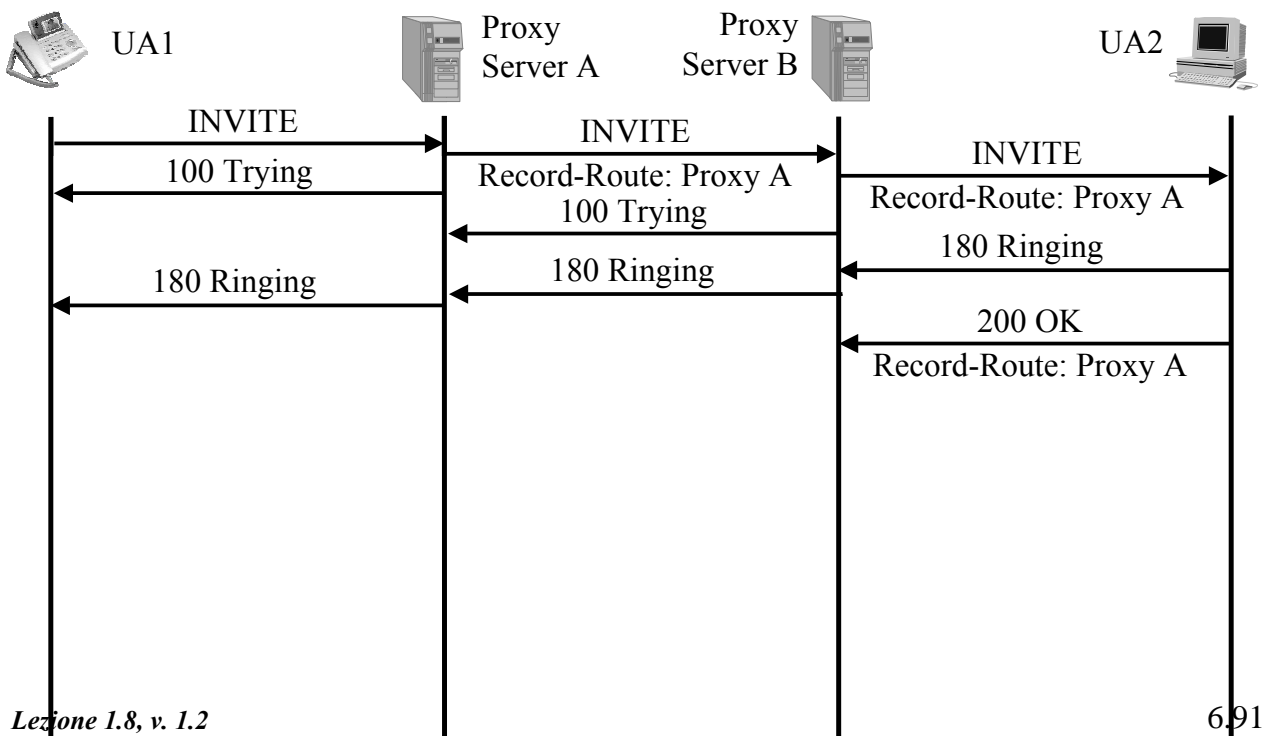 UA1
Proxy
Server A
Proxy
Server B
UA2
INVITE
INVITE
INVITE
100 Trying
Record-Route: Proxy A
Record-Route: Proxy A
100 Trying
180 Ringing
180 Ringing
180 Ringing
200 OK
Record-Route: Proxy A
Lezione 1.8, v. 1.2
6.91